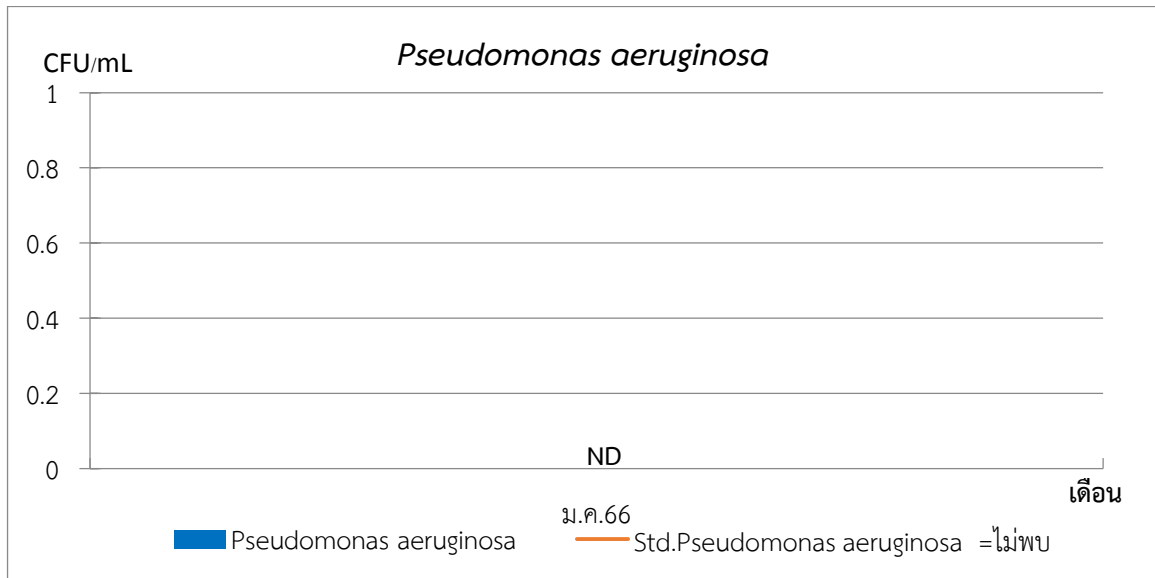 Pseudomonas aeruginosa
CFU/mL
1
0.8
0.6
0.4
0.2
0
ND
เดือน
ม.ค.66
Pseudomonas aeruginosa
Std.Pseudomonas aeruginosa =ไม่พบ